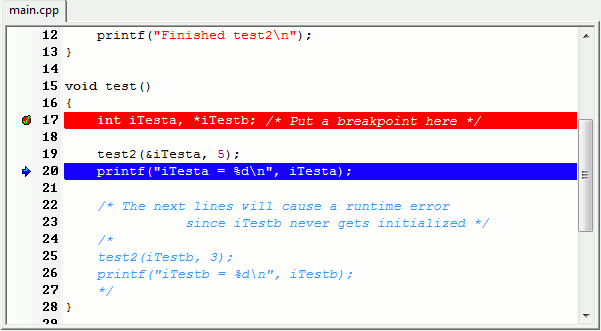 main.cpp
12 printf("Finished test2\n");
13 }
14
15 void test()
16 {
17 int iTesta, *iTestb; /* Put a breakpoint here */
18
19 test2(&iTesta, 5);
20 printf("iTesta = %d\n", iTesta);
21
22 /* The next lines will cause a runtime error
23 since iTestb never gets initialized */
24 /*
25 test2(iTestb, 3);
26 printf("iTestb = %d\n", iTestb);
27 */
28 }
29